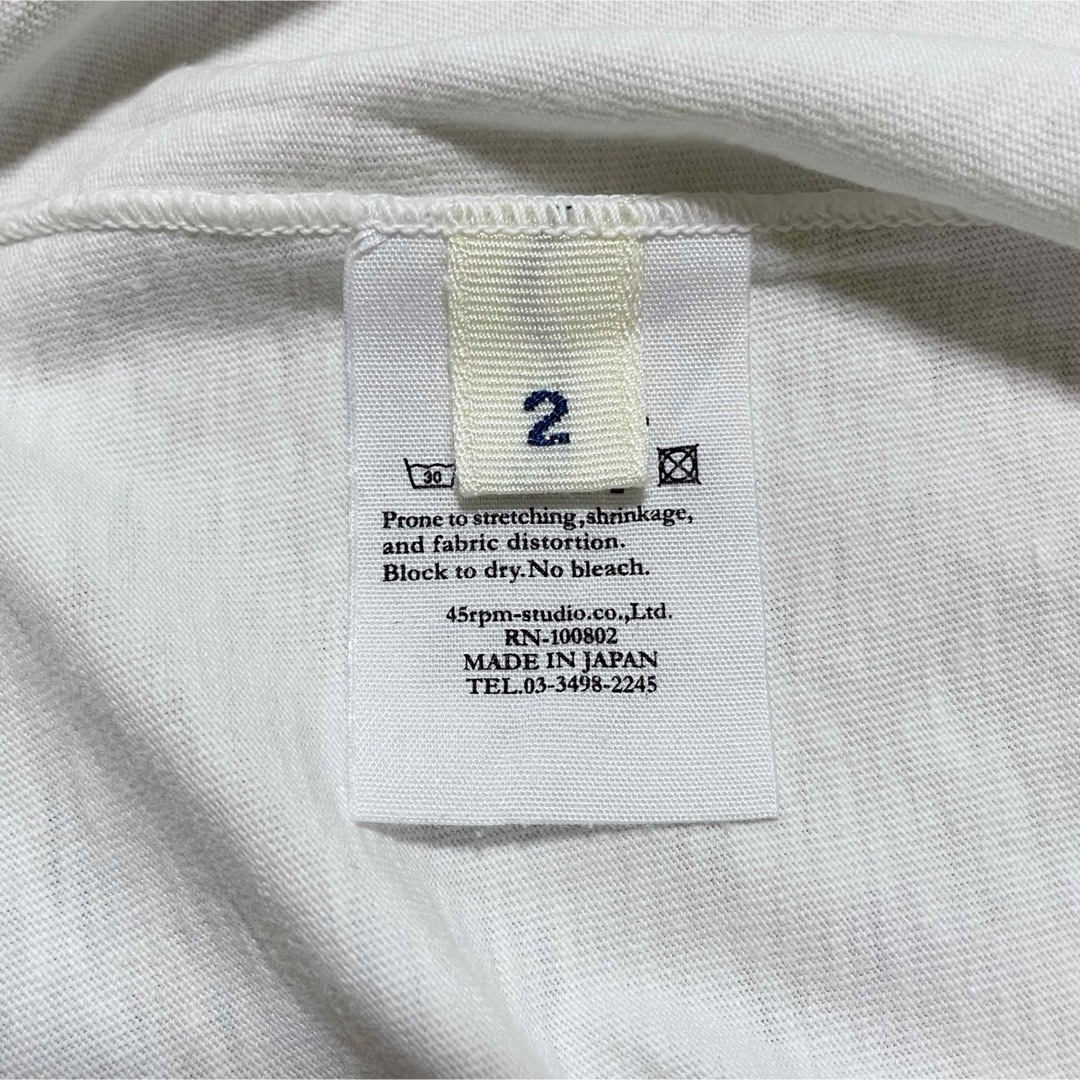 2
30
Prone to stretching,shrinkage,
and fabric distortion.
Block to dry.No bleach.
45rpm-studio.co.,Ltd.
RN-100802
MADE IN JAPAN
TEL.03-3498-2245